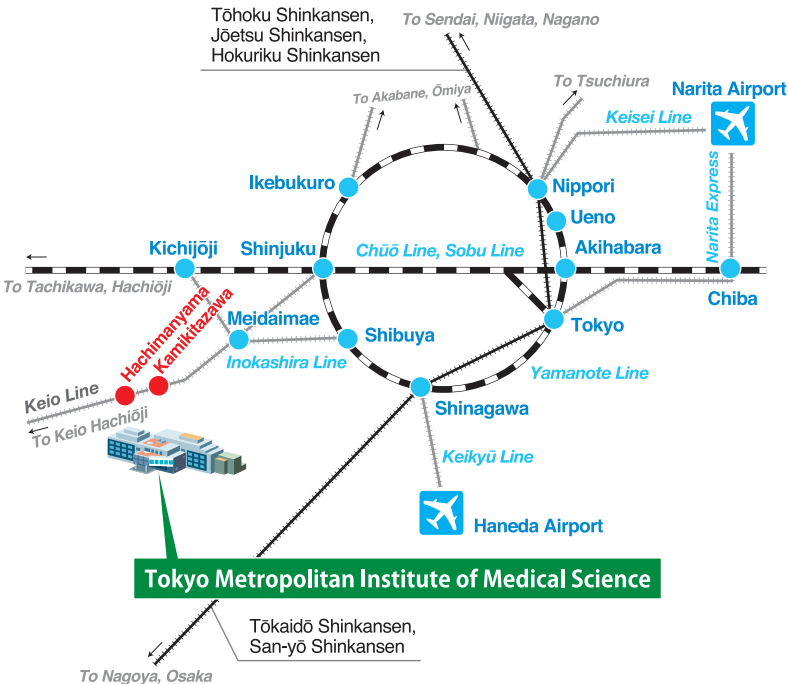 Tōhoku Shinkansen,
Jōetsu Shinkansen,
Hokuriku Shinkansen
To Sendai, Niigata, Nagano
To Akabane, Ōmiya
To Tsuchiura
Narita Airport
Keisei Line
Narita Express
Ikebukuro
Nippori
Ueno
Kichijōji
Shinjuku
Chūō Line, Sobu Line
Akihabara
To Tachikawa, Hachiōji
Chiba
Hachimanyama
Kamikitazawa
Meidaimae
Shibuya
Tokyo
Inokashira Line
Yamanote Line
Keio Line
To Keio Hachiōji
Shinagawa
Keikyū Line
Haneda Airport
Tokyo Metropolitan Institute of Medical Science
Tōkaidō Shinkansen,
San-yō Shinkansen
To Nagoya, Osaka